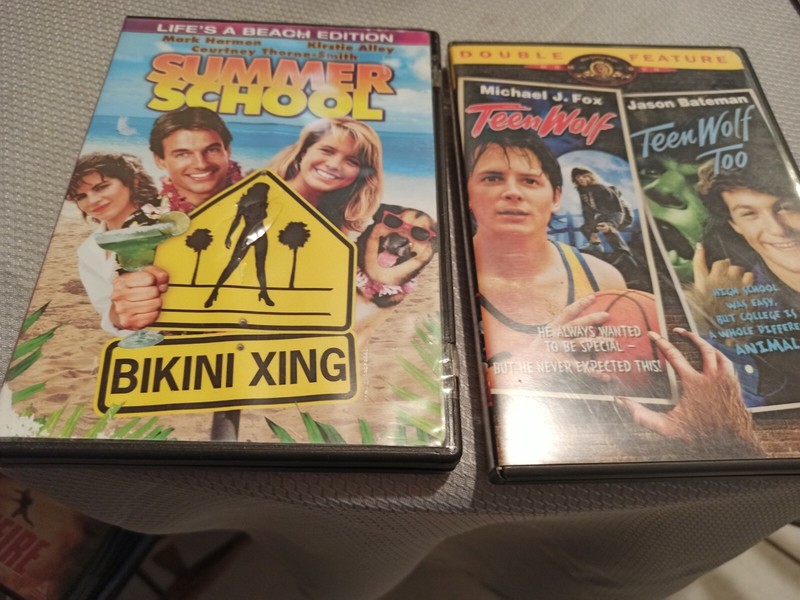 LIFE'S A BEACH EDITION
Mark Harmon Kirstie Alley
Courtney Thorne-Smith
SUMMER
SCHOOL
BIKINI XING
DOUBLE FEATURE
Michael J. Fox
Teen Wolf
HE ALWAYS WANTED
TO BE SPECIAL –
BUT HE NEVER EXPECTED THIS!
Jason Bateman
Teen Wolf
Too
HIGH SCHOOL
WAS EASY,
BUT COLLEGE IS
A WHOLE
ANIMAL
FIRE